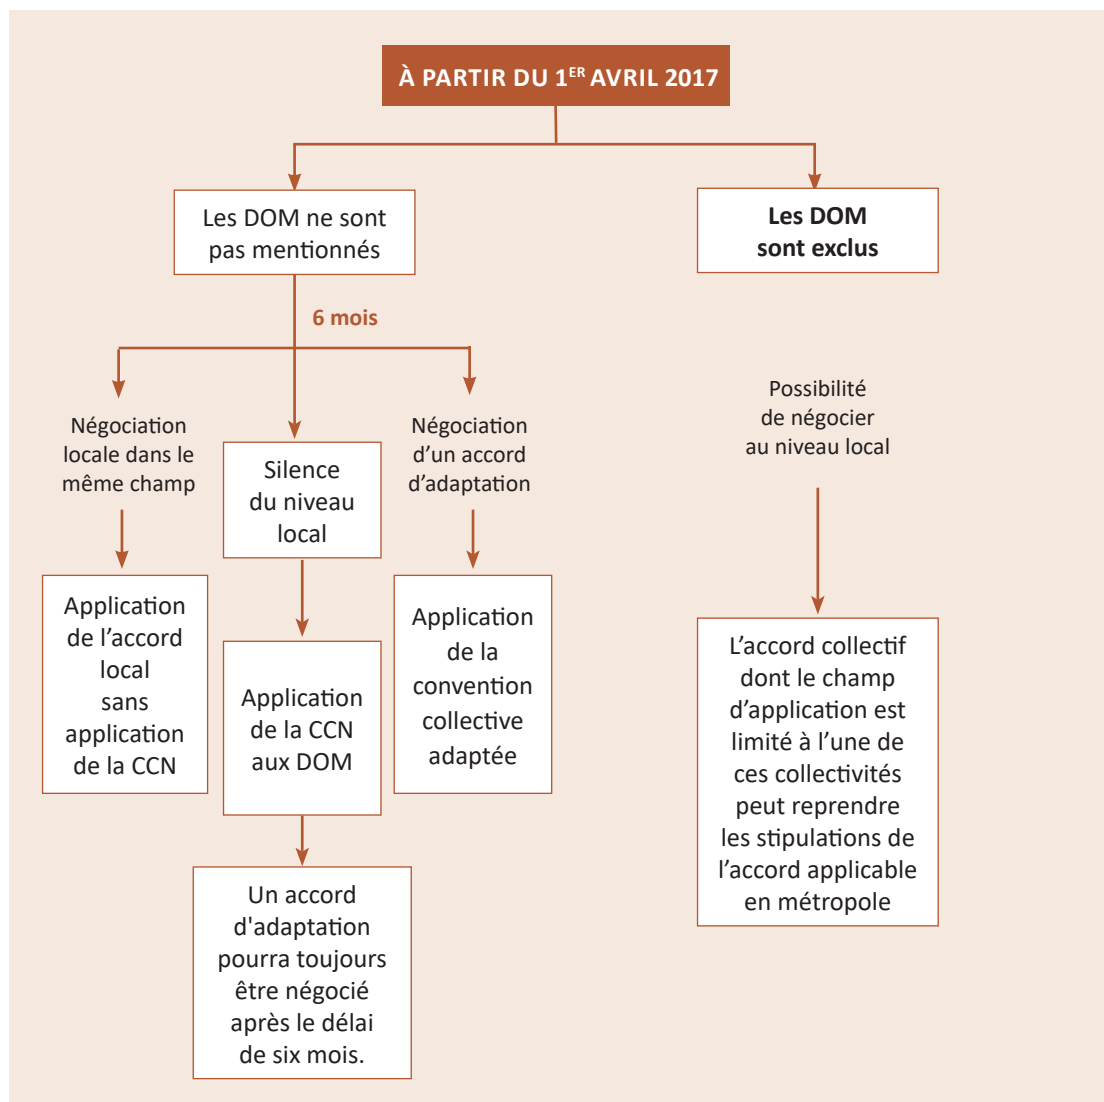 À PARTIR DU 1ER AVRIL 2017
Les DOM ne sont
pas mentionnés
Les DOM
sont exclus
6 mois
Négociation
locale dans le
même champ
Silence
du niveau
local
Négociation
d’un accord
d’adaptation
Possibilité
de négocier
au niveau local
Application
de l’accord
local
sans
application
de la CCN
Application
de la CCN
aux DOM
Application
de la
convention
collective
adaptée
L’accord collectif
dont le champ
d’application est
limité à l’une de
ces collectivités
peut reprendre
les stipulations de
l’accord applicable
en métropole
Un accord
d'adaptation
pourra toujours
être négocié
après le délai
de six mois.